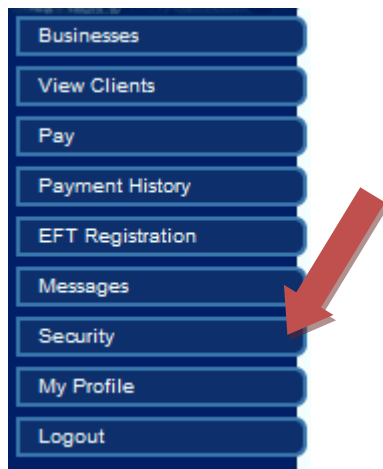 Businesses
View Clients
Pay
Payment History
EFT Registration
Messages
Security
My Profile
Logout